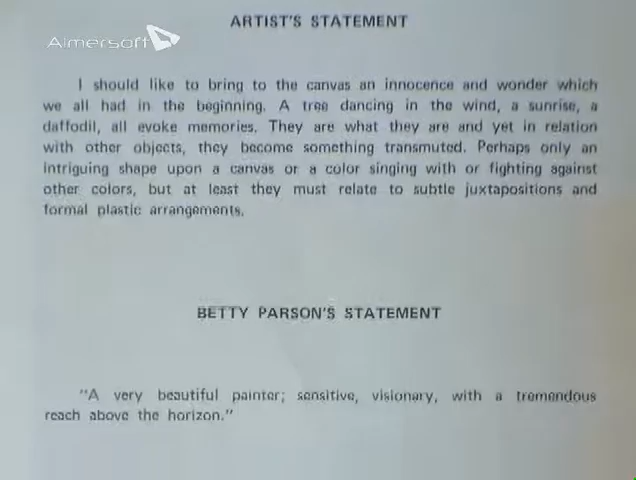 ARTIST'S STATEMENT
Aimersoft
I should like to bring to the canvas an innocence and wonder which
we all had in the beginning. A tree dancing in the wind, a sunrise, a
daffodil, all evoke memories. They are what they are and yet in relation
with other objects, they become something transmuted. Perhaps only an
intriguing shape upon a canvas or a color singing with or fighting against
other colors, but at least they must relate to subtle juxtapositions and
formal plastic arrangements.
BETTY PARSON'S STATEMENT
"A very beautiful painter; sensitive, visionary, with a tremendous
reach above the horizon."